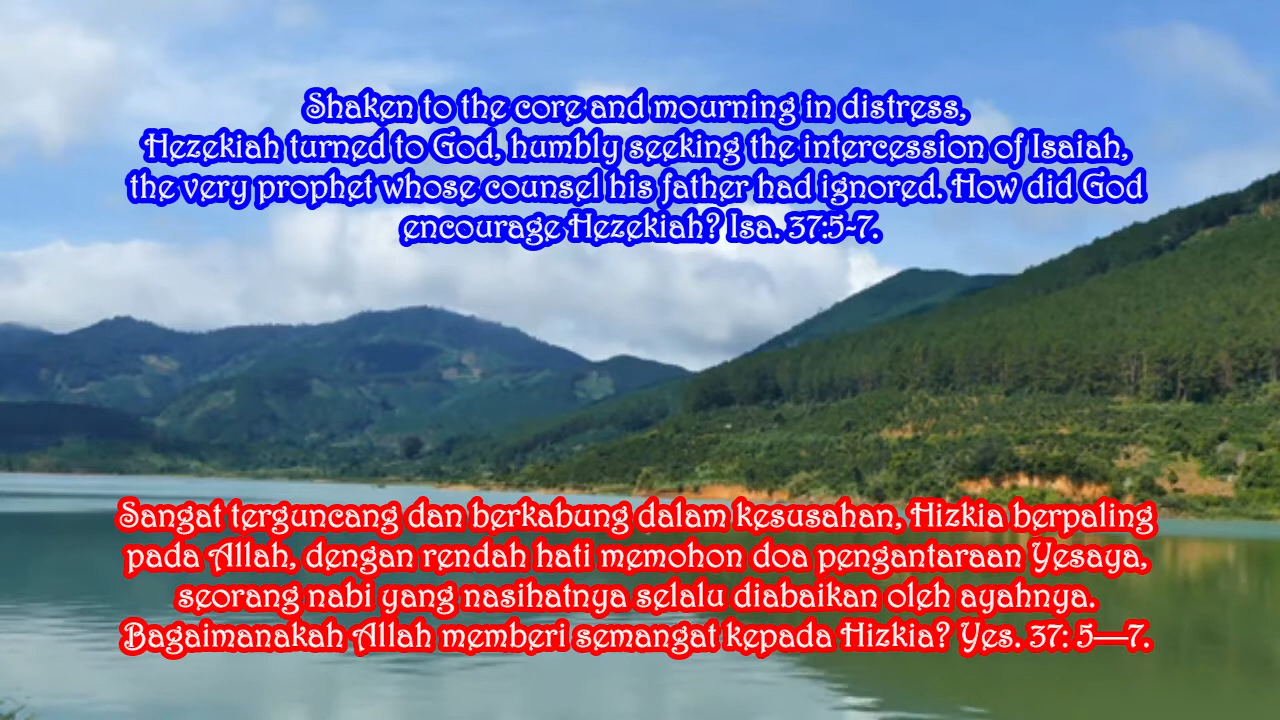 Shaken to the core and mourning in distress,
Hezekiah turned to God, humbly seeking the intercession of Isaiah,
the very prophet whose counsel his father had ignored. How did God
encourage Hezekiah? Isa. 37:5-7.
Sangat terguncang dan berkabung dalam kesusahan, Hizkia berpaling
pada Allah, dengan rendah hati memohon doa pengantaraan Yesaya,
seorang nabi yang nasihatnya selalu diabaikan oleh ayahnya.
Bagaimanakah Allah memberi semangat kepada Hizkia? Yes. 37: 5—7.